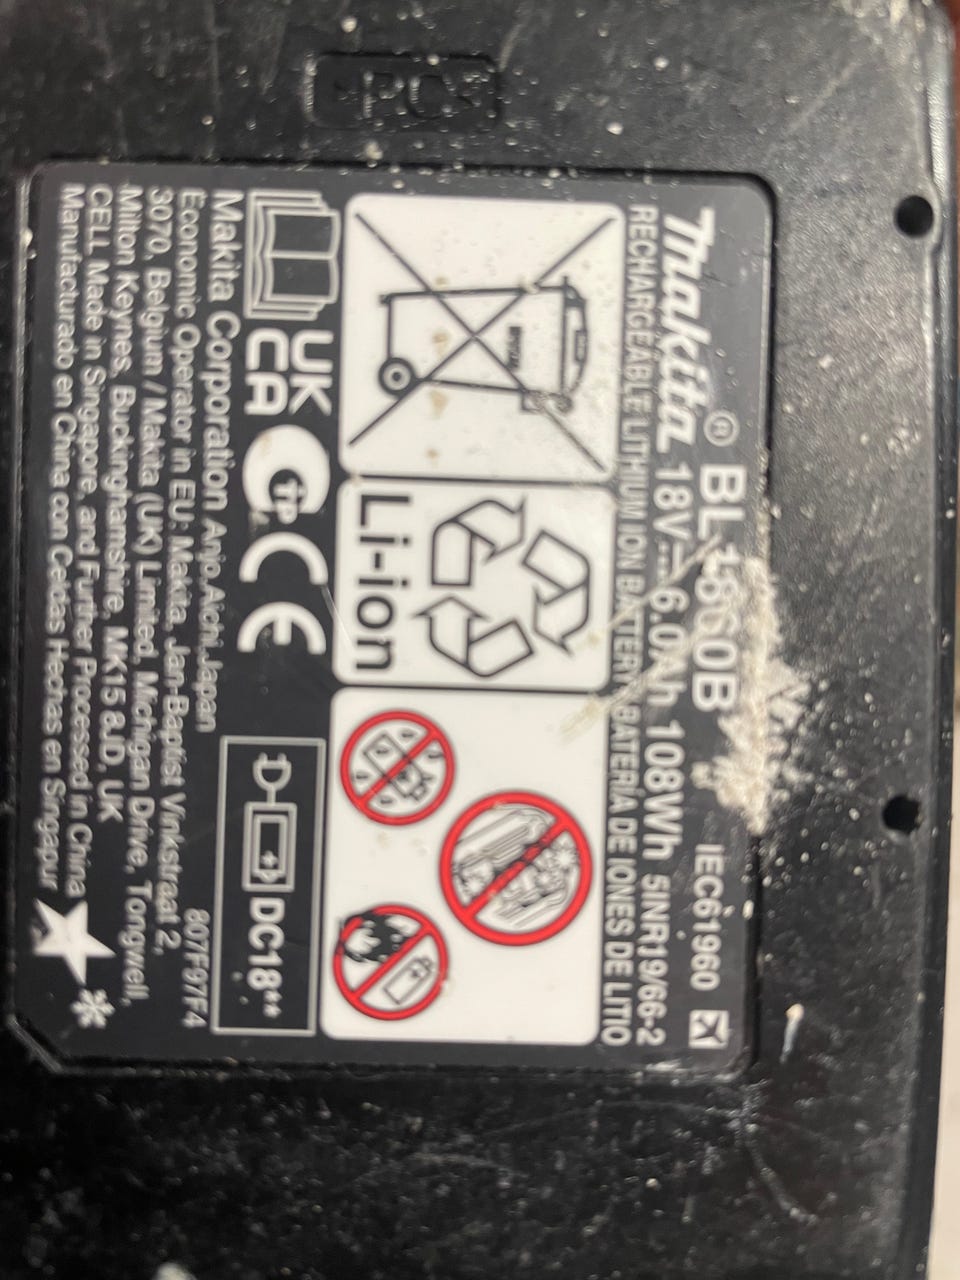 PC
Makita® BL1860B IEC61960
18V⎓6.0Ah 108Wh 5INR19/66-2
RECHARGEABLE LITHIUM ION BATTERY/BATERÍA DE IONES DE LITIO
Li-ion
UK
CA
CE
DC18**
Makita Corporation Anjo,Aichi,Japan
807F97F4
Economic Operator in EU: Makita, Jan-Baptist Vinkstraat 2,
3070, Belgium / Makita (UK) Limited, Michigan Drive, Tongwell,
Milton Keynes, Buckinghamshire, MK15 8JD, UK
CELL Made in Singapore, and Further Processed in China
Manufacturado en China con Celdas Hechas en Singapur